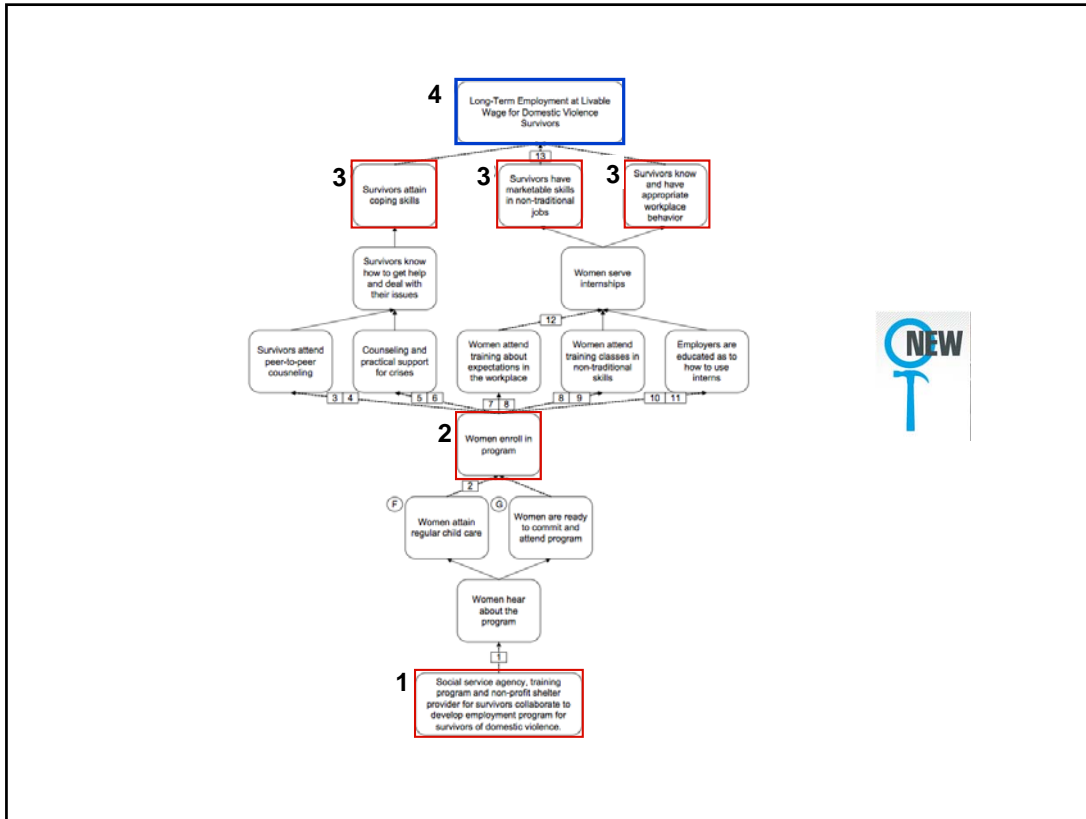 4
Long-Term Employment at Livable
Wage for Domestic Violence
Survivors
13
3
Survivors attain
coping skills
3
Survivors have
marketable skills
in non-traditional
jobs
3
Survivors know
and have
appropriate
workplace
behavior
Survivors know
how to get help
and deal with
their issues
Women serve
internships
12
Survivors attend
peer-to-peer
cousneling
Counseling and
practical support
for crises
Women attend
training about
expectations in
the workplace
Women attend
training classes in
non-traditional
skills
Employers are
educated as to
how to use
interns
3 4
5 6
7 8
8 9
10 11
2
Women enroll in
program
2
F
Women attain
regular child care
G
Women are ready
to commit and
attend program
Women hear
about the
program
1
1
Social service agency, training
program and non-profit shelter
provider for survivors collaborate to
develop employment program for
survivors of domestic violence.
NEW